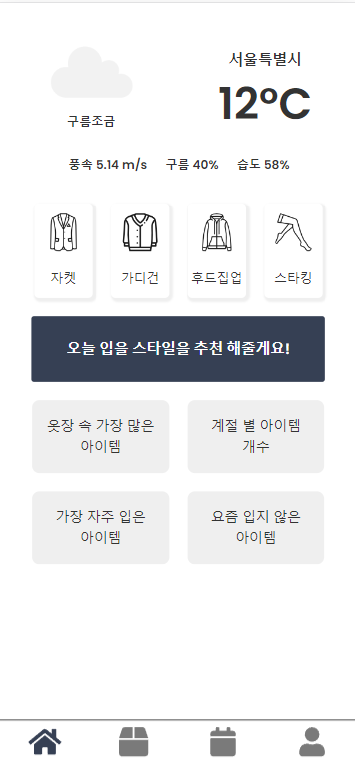 서울특별시
12°C
구름조금
풍속 5.14 m/s 구름 40% 습도 58%
자켓 가디건 후드집업 스타킹
오늘 입을 스타일을 추천 해줄게요!
옷장 속 가장 많은
아이템
계절 별 아이템
개수
가장 자주 입은
아이템
요즘 입지 않은
아이템